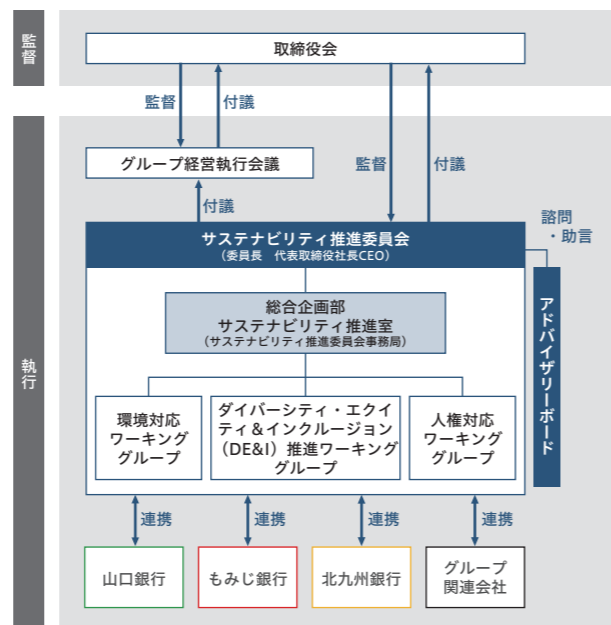 監督
取締役会
監督
付議
監督
付議
グループ経営執行会議
付議
サステナビリティ推進委員会
(委員長 代表取締役社長CEO)
諮問
・助言
執行
総合企画部
サステナビリティ推進室
(サステナビリティ推進委員会事務局)
アドバイザリーボード
環境対応
ワーキング
グループ
ダイバーシティ・エクイ
ティ&インクルージョン
(DE&I)推進ワーキング
グループ
人権対応
ワーキング
グループ
連携
連携
連携
連携
山口銀行
もみじ銀行
北九州銀行
グループ
関連会社